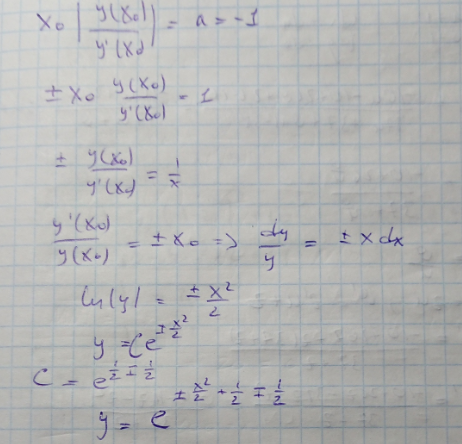 x₀ | y(x₀) / y'(x₀) | = a = -1
± x₀ y(x₀) / y'(x₀) = 1
± y(x₀) / y'(x₀) = 1/x
y'(x₀) / y(x₀) = ± x₀ => dy/y = ± x dx
ln|y| = ± x²/2
y = Ce^(± x²/2)
C = e^(1/2 ∓ 1/2)
y = e^(± x²/2 + 1/2 ∓ 1/2)